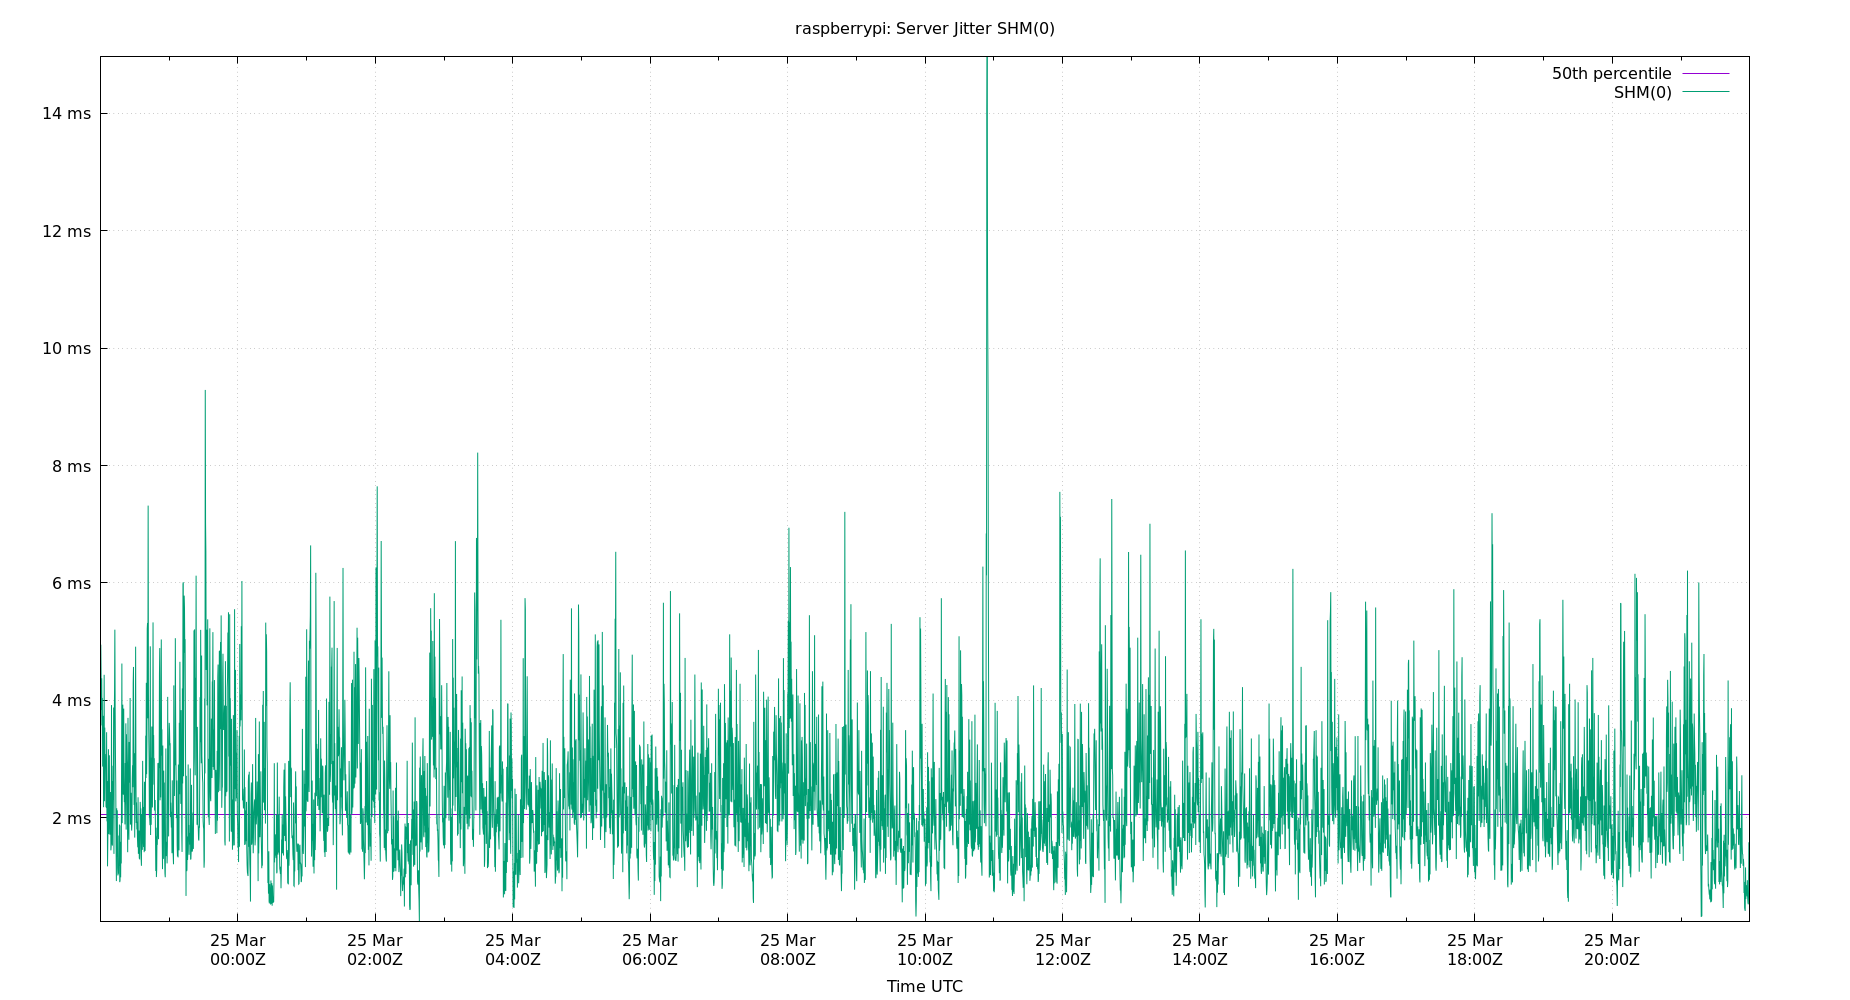 raspberrypi: Server Jitter SHM(0)
50th percentile
SHM(0)
14 ms
12 ms
10 ms
8 ms
6 ms
4 ms
2 ms
25 Mar 25 Mar 25 Mar 25 Mar 25 Mar 25 Mar 25 Mar 25 Mar 25 Mar 25 Mar 25 Mar
00:00Z 02:00Z 04:00Z 06:00Z 08:00Z 10:00Z 12:00Z 14:00Z 16:00Z 18:00Z 20:00Z
Time UTC